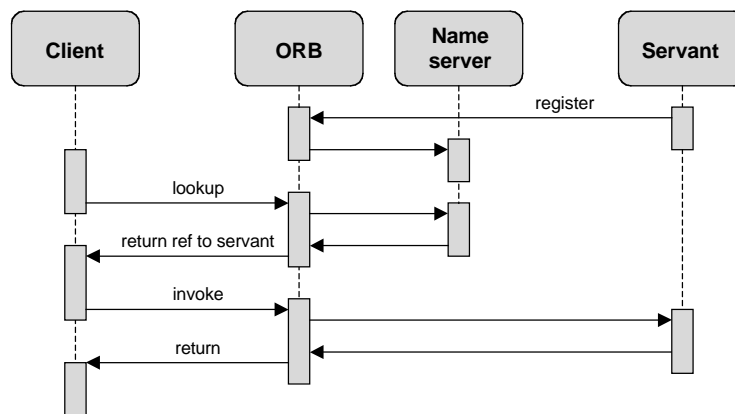 Client
ORB
Name
server
Servant
register
lookup
return ref to servant
invoke
return